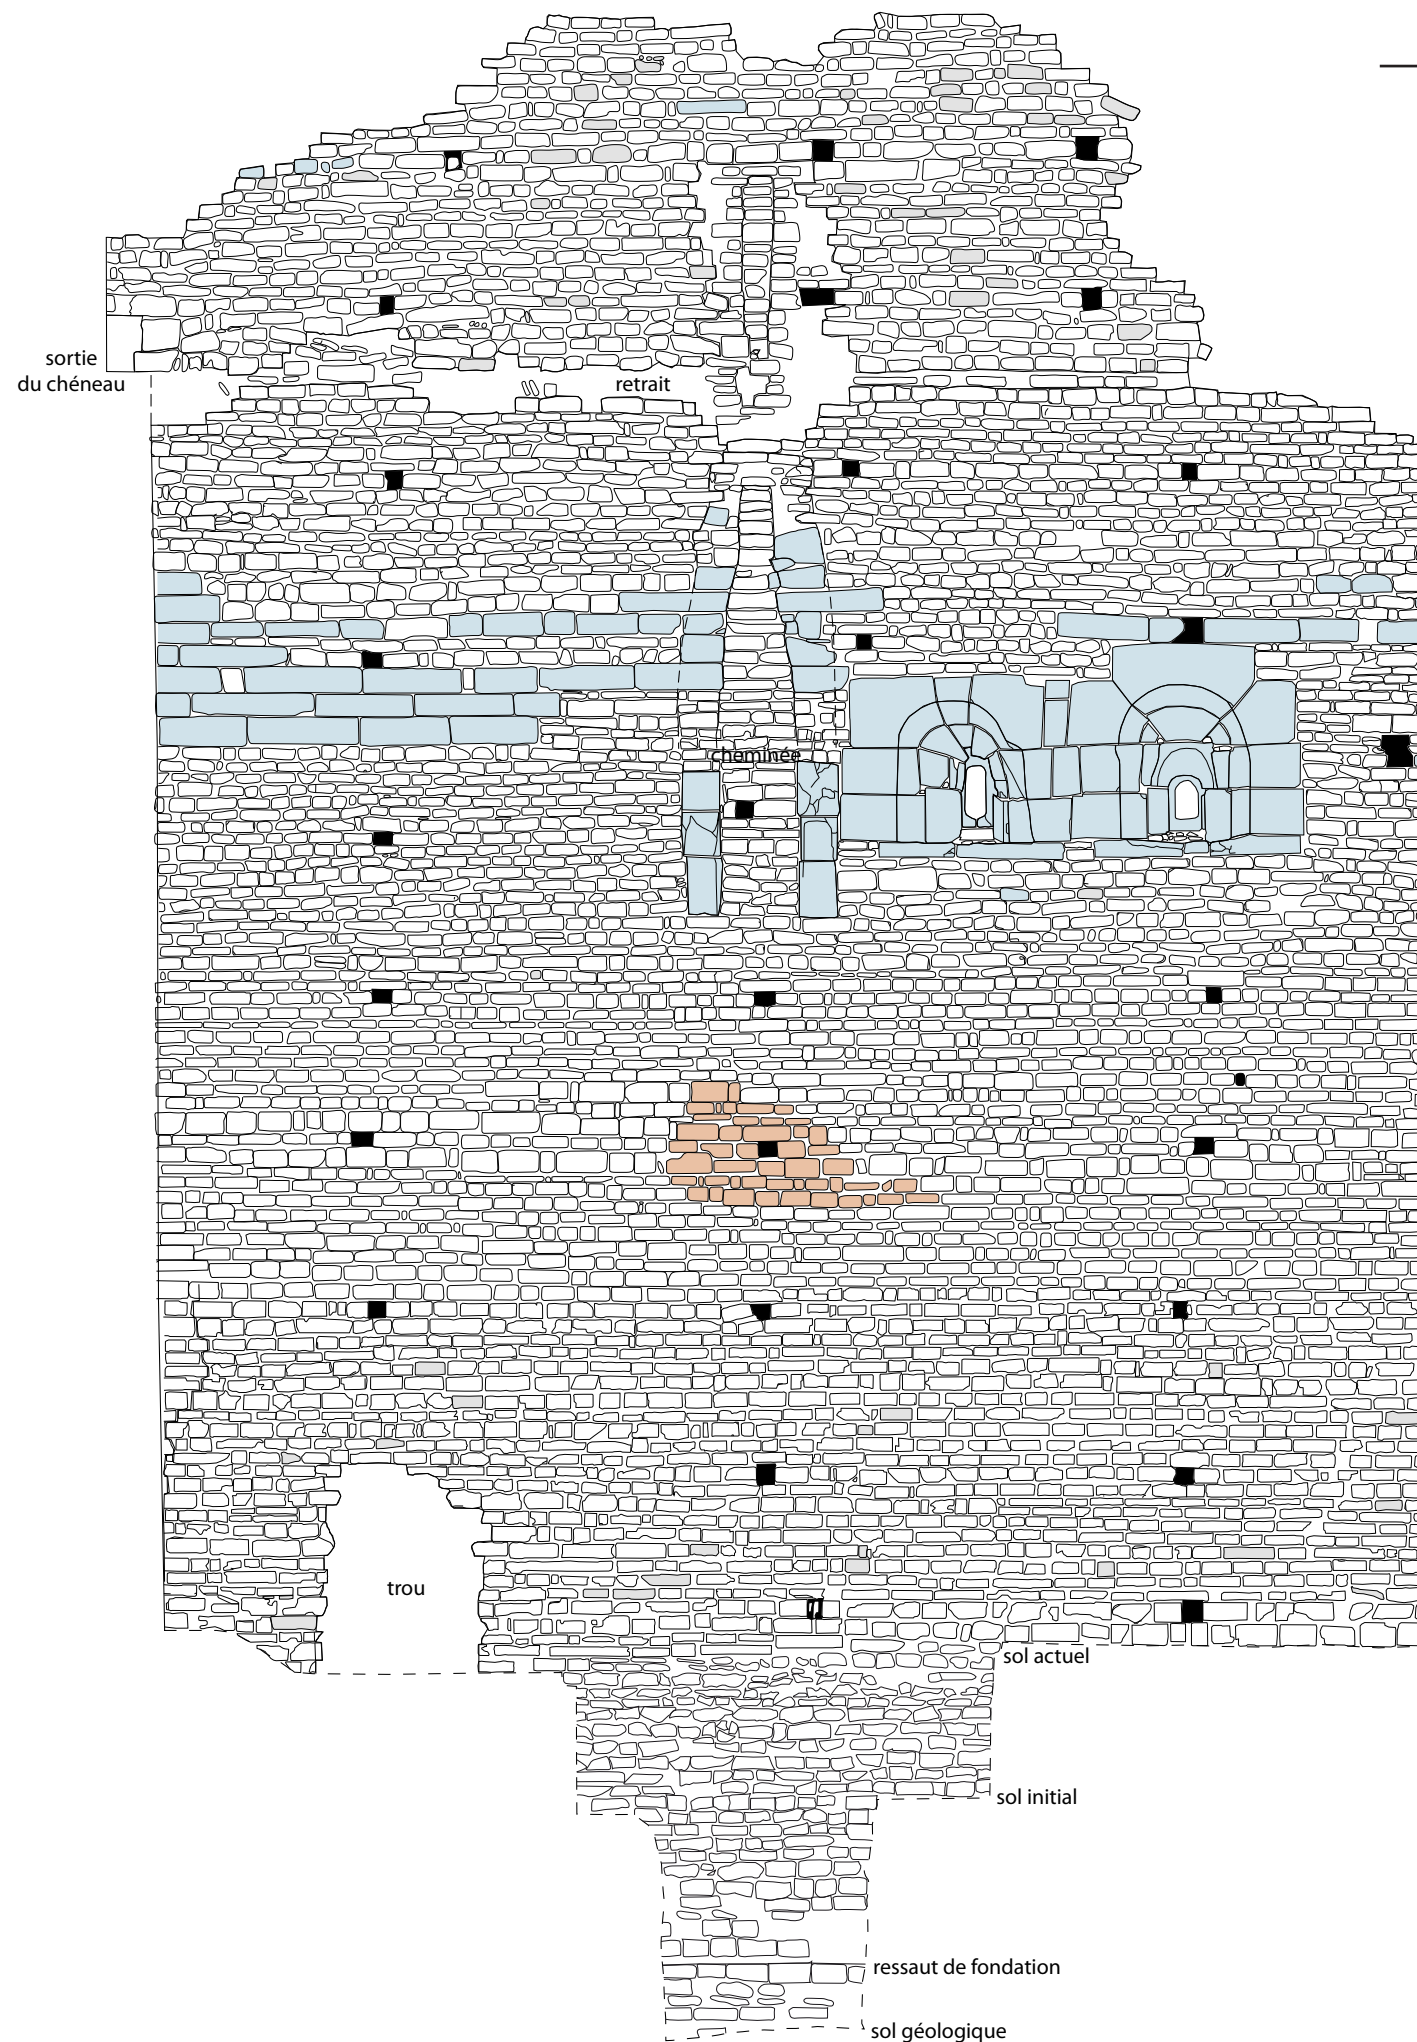 sortie
du chéneau
retrait
cheminée
trou
sol actuel
sol initial
ressaut de fondation
sol géologique